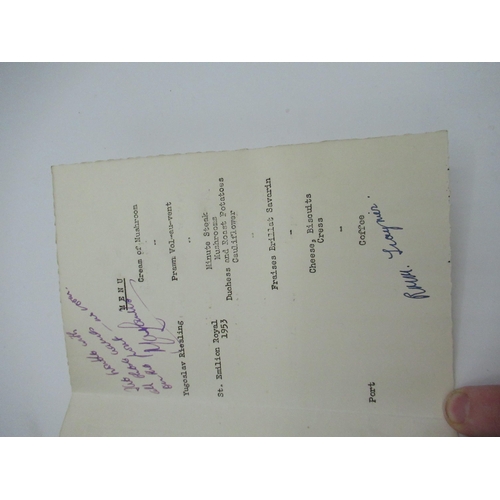 MENU
Cream of Mushroom
Yugoslav Riesling
Prawn Vol-au-vent
St. Emilion Royal
1953
Minute Steak
Mushrooms
Duchess and Roast Potatoes
Cauliflower
Fraises Brillat Savarin
Cheese, Biscuits
Cress
Port
Coffee